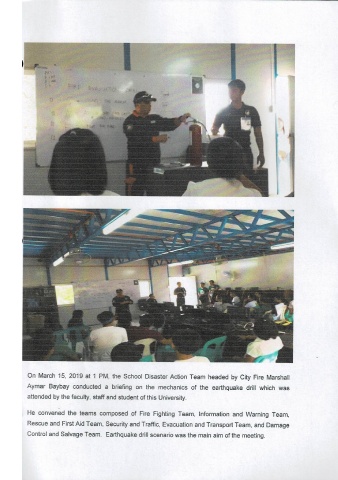 On March 15, 2019 at 1 PM, the School Disaster Action Team headed by City Fire Marshall
Aymar Baybay conducted a briefing on the mechanics of the earthquake drill which was
attended by the faculty, staff and student of this University.
He convened the teams composed of Fire Fighting Team, Information and Warning Team,
Rescue and First Aid Team, Security and Traffic, Evacuation and Transport Team, and Damage
Control and Salvage Team. Earthquake drill scenario was the main aim of the meeting.